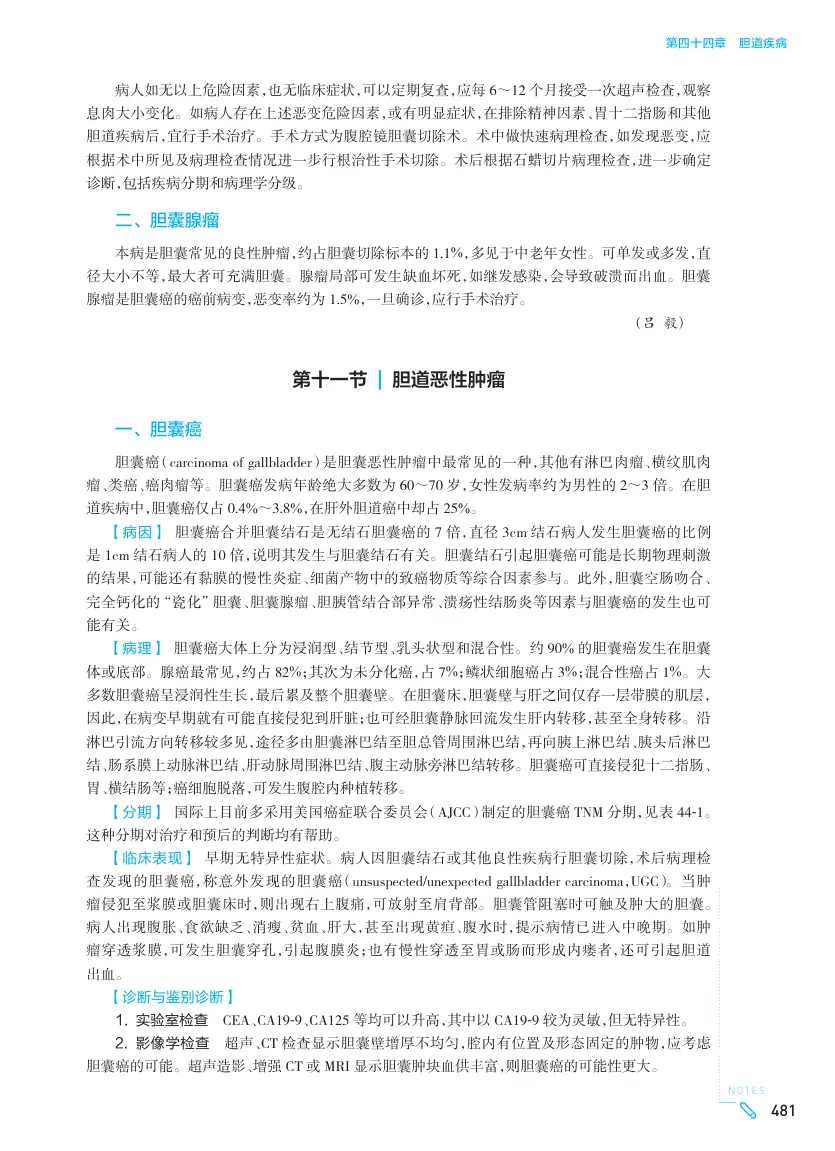 第四十四章 胆道疾病
病人如无以上危险因素,也无临床症状,可以定期复查,应每 6～12 个月接受一次超声检查,观察
息肉大小变化。如病人存在上述恶变危险因素,或有明显症状,在排除精神因素、胃十二指肠和其他
胆道疾病后,宜行手术治疗。手术方式为腹腔镜胆囊切除术。术中做快速病理检查,如发现恶变,应
根据术中所见及病理检查情况进一步行根治性手术切除。术后根据石蜡切片病理检查,进一步确定
诊断,包括疾病分期和病理学分级。
二、胆囊腺瘤
本病是胆囊常见的良性肿瘤,约占胆囊切除标本的 1.1%,多见于中老年女性。可单发或多发,直
径大小不等,最大者可充满胆囊。腺瘤局部可发生缺血坏死,如继发感染,会导致破溃而出血。胆囊
腺瘤是胆囊癌的癌前病变,恶变率约为 1.5%,一旦确诊,应行手术治疗。
(吕 毅)
第十一节 | 胆道恶性肿瘤
一、胆囊癌
胆囊癌(carcinoma of gallbladder)是胆囊恶性肿瘤中最常见的一种,其他有淋巴肉瘤、横纹肌肉
瘤、类癌、癌肉瘤等。胆囊癌发病年龄绝大多数为 60～70 岁,女性发病率约为男性的 2～3 倍。在胆
道疾病中,胆囊癌仅占 0.4%～3.8%,在肝外胆道癌中却占 25%。
【病因】 胆囊癌合并胆囊结石是无结石胆囊癌的 7 倍,直径 3cm 结石病人发生胆囊癌的比例
是 1cm 结石病人的 10 倍,说明其发生与胆囊结石有关。胆囊结石引起胆囊癌可能是长期物理刺激
的结果,可能还有黏膜的慢性炎症、细菌产物中的致癌物质等综合因素参与。此外,胆囊空肠吻合、
完全钙化的“瓷化”胆囊、胆囊腺瘤、胆胰管结合部异常、溃疡性结肠炎等因素与胆囊癌的发生也可
能有关。
【病理】 胆囊癌大体上分为浸润型、结节型、乳头状型和混合性。约 90% 的胆囊癌发生在胆囊
体或底部。腺癌最常见,约占 82%;其次为未分化癌,占 7%;鳞状细胞癌占 3%;混合性癌占 1%。大
多数胆囊癌呈浸润性生长,最后累及整个胆囊壁。在胆囊床,胆囊壁与肝之间仅存一层带膜的肌层,
因此,在病变早期就有可能直接侵犯到肝脏;也可经胆囊静脉回流发生肝内转移,甚至全身转移。沿
淋巴引流方向转移较多见,途径多由胆囊淋巴结至胆总管周围淋巴结,再向胰上淋巴结、胰头后淋巴
结、肠系膜上动脉淋巴结、肝动脉周围淋巴结、腹主动脉旁淋巴结转移。胆囊癌可直接侵犯十二指肠、
胃、横结肠等;癌细胞脱落,可发生腹腔内种植转移。
【分期】 国际上目前多采用美国癌症联合委员会(AJCC)制定的胆囊癌 TNM 分期,见表 44-1。
这种分期对治疗和预后的判断均有帮助。
【临床表现】 早期无特异性症状。病人因胆囊结石或其他良性疾病行胆囊切除,术后病理检
查发现的胆囊癌,称意外发现的胆囊癌(unsuspected/unexpected gallbladder carcinoma,UGC)。当肿
瘤侵犯至浆膜或胆囊床时,则出现右上腹痛,可放射至肩背部。胆囊管阻塞时可触及肿大的胆囊。
病人出现腹胀、食欲缺乏、消瘦、贫血、肝大,甚至出现黄疸、腹水时,提示病情已进入中晚期。如肿
瘤穿透浆膜,可发生胆囊穿孔,引起腹膜炎;也有慢性穿透至胃或肠而形成内瘘者,还可引起胆道
出血。
【诊断与鉴别诊断】
1. 实验室检查 CEA、CA19-9、CA125 等均可以升高,其中以 CA19-9 较为灵敏,但无特异性。
2. 影像学检查 超声、CT 检查显示胆囊壁增厚不均匀,腔内有位置及形态固定的肿物,应考虑
胆囊癌的可能。超声造影、增强 CT 或 MRI 显示胆囊肿块血供丰富,则胆囊癌的可能性更大。
NOTES
481